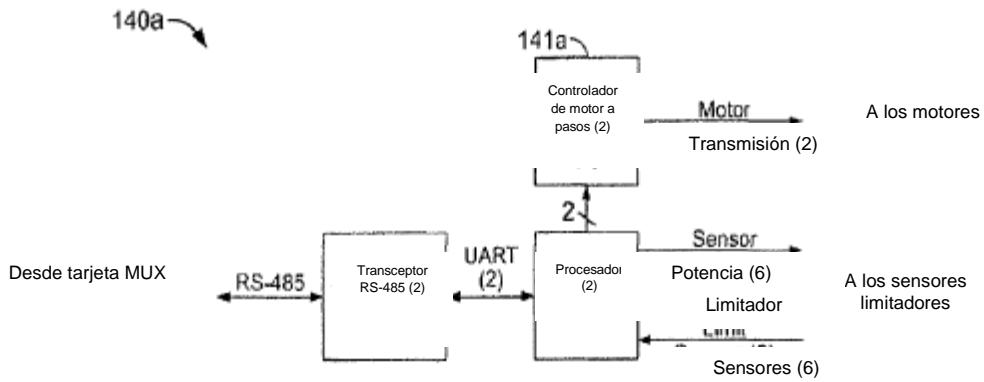 140a
141a
Controlador
de motor a
pasos (2)
Motor
Transmisión (2)
A los motores
2
Desde tarjeta MUX
RS-485
Transceptor
RS-485 (2)
UART
(2)
Procesador
(2)
Sensor
Potencia (6)
Limitador
Sensores (6)
A los sensores
limitadores